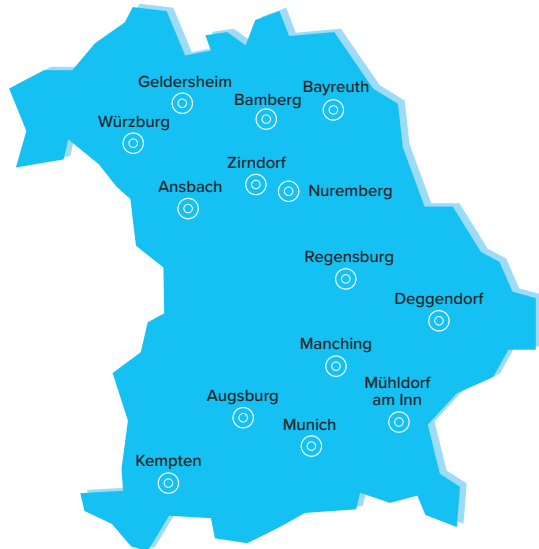 Geldersheim
Bayreuth
Bamberg
Würzburg
Zirndorf
Ansbach
Nuremberg
Regensburg
Deggendorf
Manching
Mühldorf
am Inn
Augsburg
Munich
Kempten